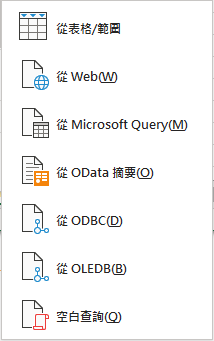 從表格/範圍
從 Web(W)
從 Microsoft Query(M)
從 OData 摘要(O)
從 ODBC(D)
從 OLEDB(B)
空白查詢(Q)